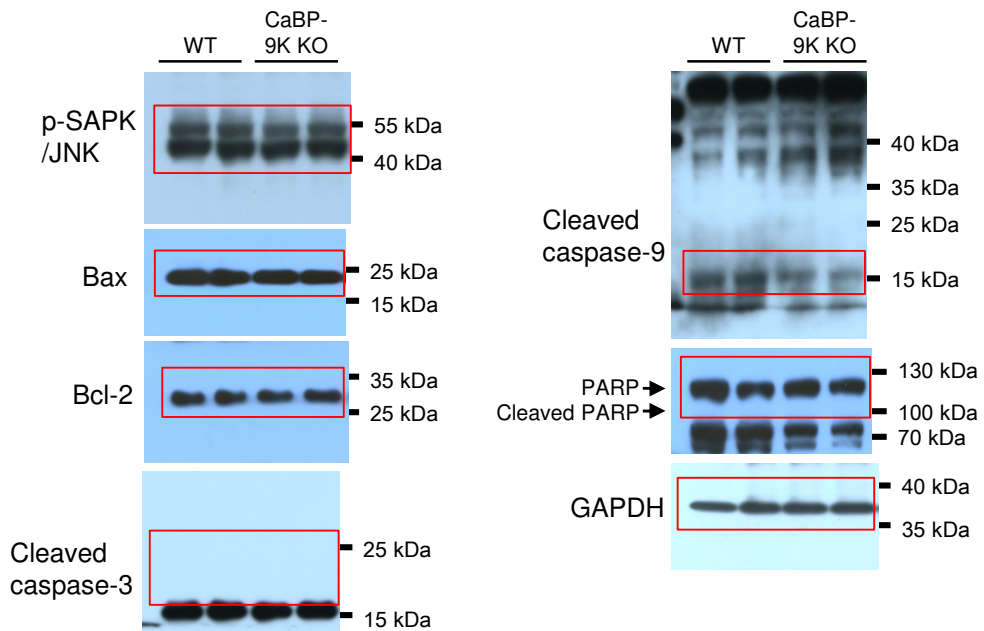 WT
CaBP-
9K KO
p-SAPK
/JNK
55 kDa
40 kDa
Bax
25 kDa
15 kDa
Bcl-2
35 kDa
25 kDa
Cleaved
caspase-3
25 kDa
15 kDa
WT
CaBP-
9K KO
Cleaved
caspase-9
40 kDa
35 kDa
25 kDa
15 kDa
PARP
Cleaved PARP
130 kDa
100 kDa
70 kDa
GAPDH
40 kDa
35 kDa